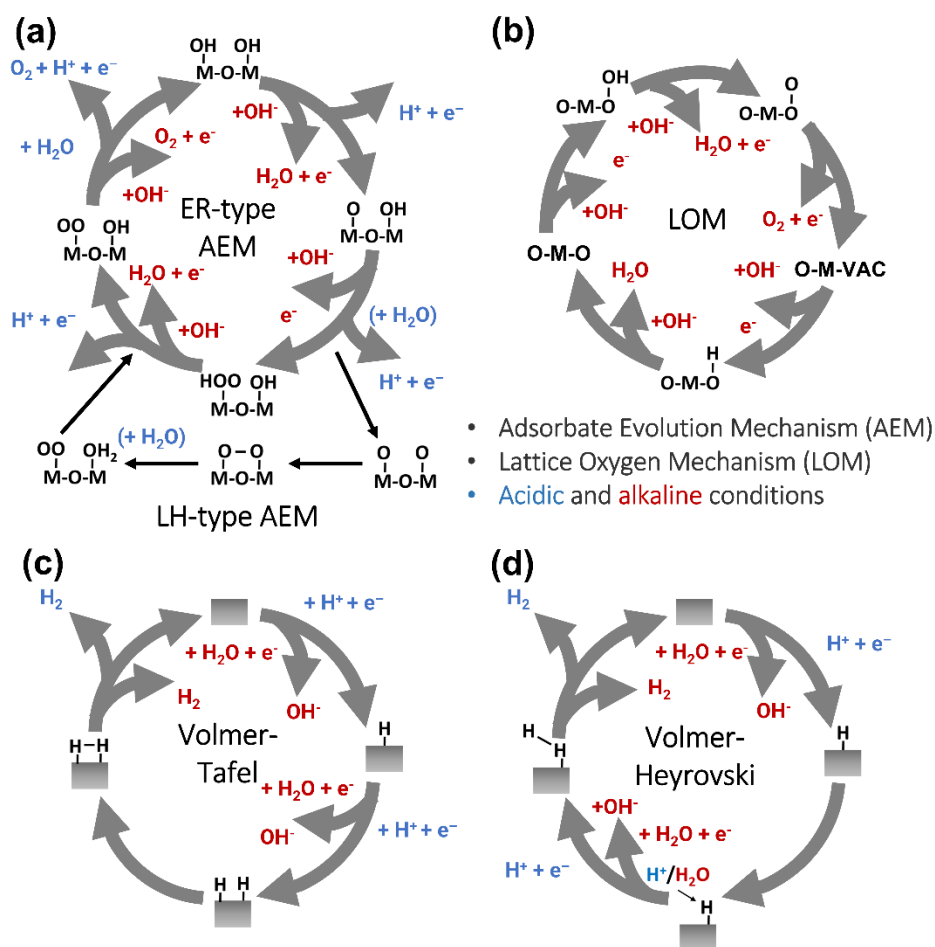 (a)
OH OH
M-O-M
O₂ + H⁺ + e⁻
+OH⁻
H⁺ + e⁻
+ H₂O
O₂ + e⁻
H₂O + e⁻
+OH⁻
ER-type
AEM
OO OH
M-O-M
O OH
M-O-M
H₂O + e⁻
+OH⁻
H⁺ + e⁻
+OH⁻
e⁻
(+ H₂O)
HOO OH
M-O-M
H⁺ + e⁻
OO OH₂
M-O-M
(+ H₂O)
O–O
M-O-M
O O
M-O-M
LH-type AEM
(b)
OH
O-M-O
O
O-M-O
+OH⁻
H₂O + e⁻
e⁻
+OH⁻
LOM
O₂ + e⁻
O-M-O
H₂O
+OH⁻
O-M-VAC
+OH⁻
e⁻
H
O-M-O
• Adsorbate Evolution Mechanism (AEM)
• Lattice Oxygen Mechanism (LOM)
• Acidic and alkaline conditions
(c)
H₂
+ H⁺ + e⁻
+ H₂O + e⁻
H₂
OH⁻
Volmer-
Tafel
H–H
H
+ H₂O + e⁻
OH⁻
+ H⁺ + e⁻
H H
(d)
H₂
H⁺ + e⁻
+ H₂O + e⁻
H₂
OH⁻
Volmer-
Heyrovski
H
H
H
+OH⁻
+ H₂O + e⁻
H⁺ + e⁻
H⁺/H₂O
H